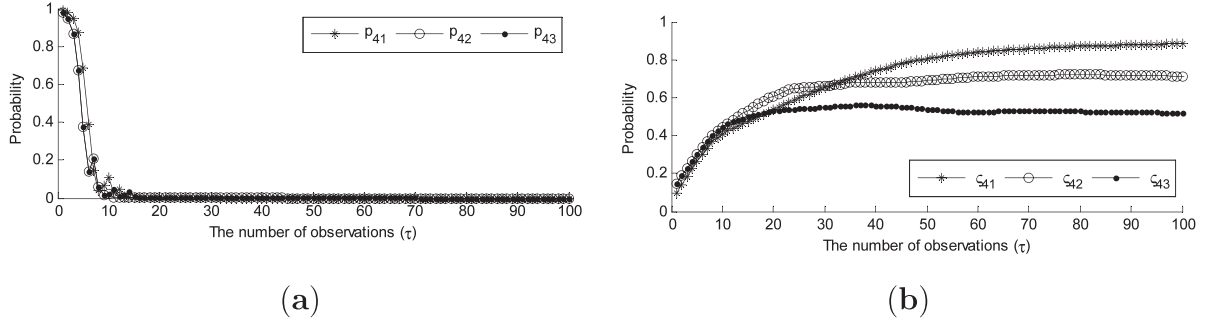 1
0.8
0.6
0.4
0.2
0
Probability
p41 p42 p43
0 10 20 30 40 50 60 70 80 90 100
The number of observations (τ)
(a)
1
0.8
0.6
0.4
0.2
0
Probability
ς41 ς42 ς43
0 10 20 30 40 50 60 70 80 90 100
The number of observations (τ)
(b)